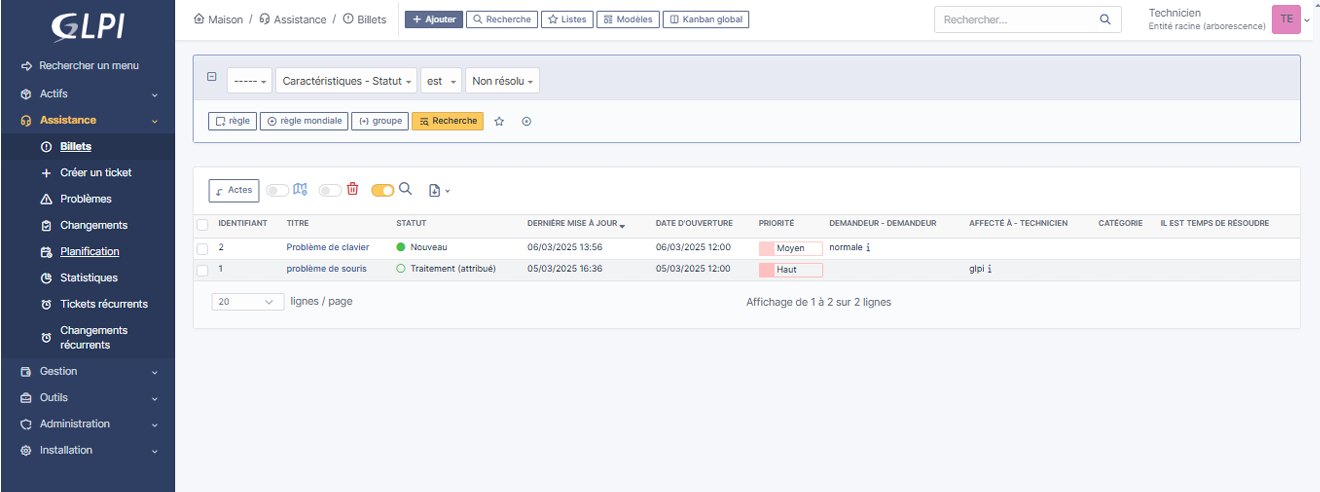 GLPI
Rechercher un menu
Actifs
Assistance
Billets
Créer un ticket
Problèmes
Changements
Planification
Statistiques
Tickets récurrents
Changements
récurrents
Gestion
Outils
Administration
Installation
Maison / Assistance / Billets
+ Ajouter
Recherche
Listes
Modèles
Kanban global
Rechercher...
Technicien
Entité racine (arborescence)
TE
-----
Caractéristiques - Statut
est
Non résolu
règle
règle mondiale
(+) groupe
Recherche
Actes
IDENTIFIANT TITRE STATUT DERNIÈRE MISE À JOUR DATE D'OUVERTURE PRIORITÉ DEMANDEUR - DEMANDEUR AFFECTÉ À - TECHNICIEN CATÉGORIE IL EST TEMPS DE RÉSOUDRE
2 Problème de clavier Nouveau 06/03/2025 13:56 06/03/2025 12:00 Moyen normale i
1 problème de souris Traitement (attribué) 05/03/2025 16:36 05/03/2025 12:00 Haut glpi i
20 lignes / page Affichage de 1 à 2 sur 2 lignes